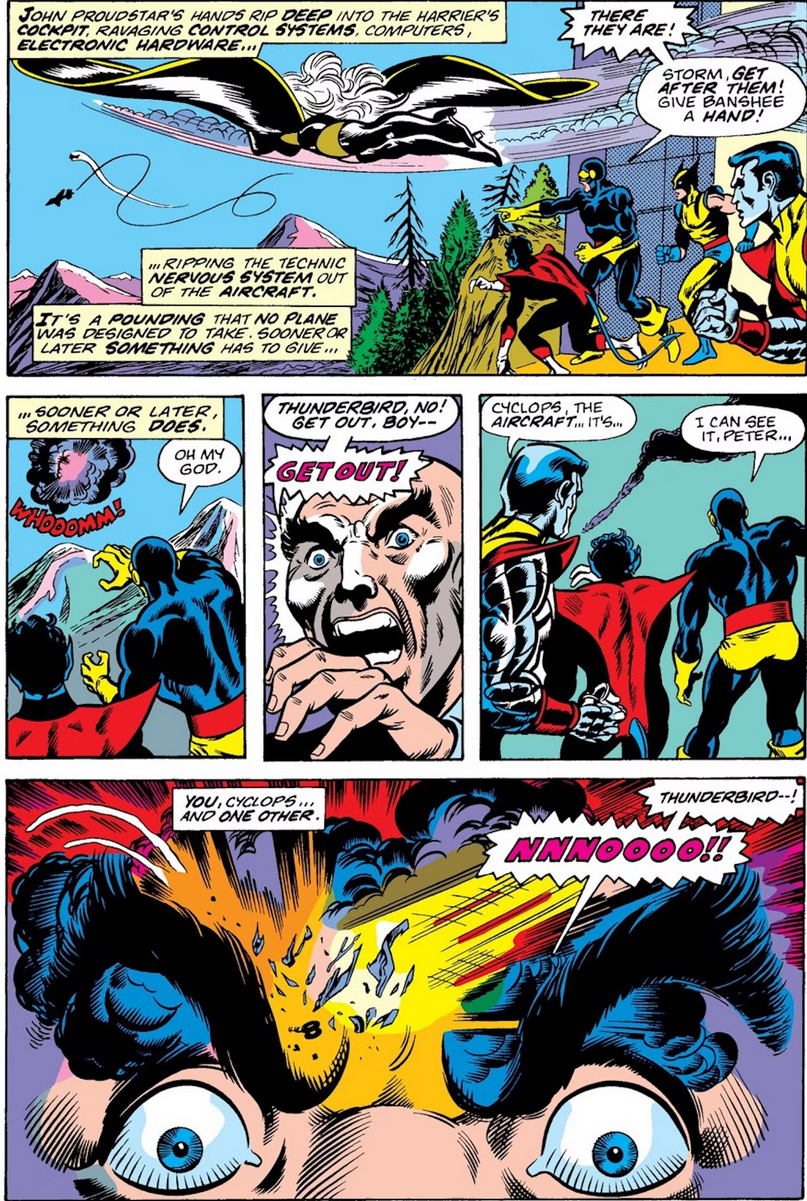 JOHN PROUDSTAR'S HANDS RIP DEEP INTO THE HARRIER'S
COCKPIT, RAVAGING CONTROL SYSTEMS, COMPUTERS,
ELECTRONIC HARDWARE...
THERE
THEY ARE!
STORM, GET
AFTER THEM!
GIVE BANSHEE
A HAND!
...RIPPING THE TECHNIC
NERVOUS SYSTEM OUT
OF THE AIRCRAFT.
IT'S A POUNDING THAT NO PLANE
WAS DESIGNED TO TAKE. SOONER OR
LATER SOMETHING HAS TO GIVE...
...SOONER OR LATER,
SOMETHING DOES.
WHOOOMM!
OH MY
GOD.
THUNDERBIRD, NO!
GET OUT, BOY--
GET OUT!
CYCLOPS, THE
AIRCRAFT... IT'S...
I CAN SEE
IT, PETER...
YOU, CYCLOPS...
AND ONE OTHER.
THUNDERBIRD--!
NNNOOOO!!
8